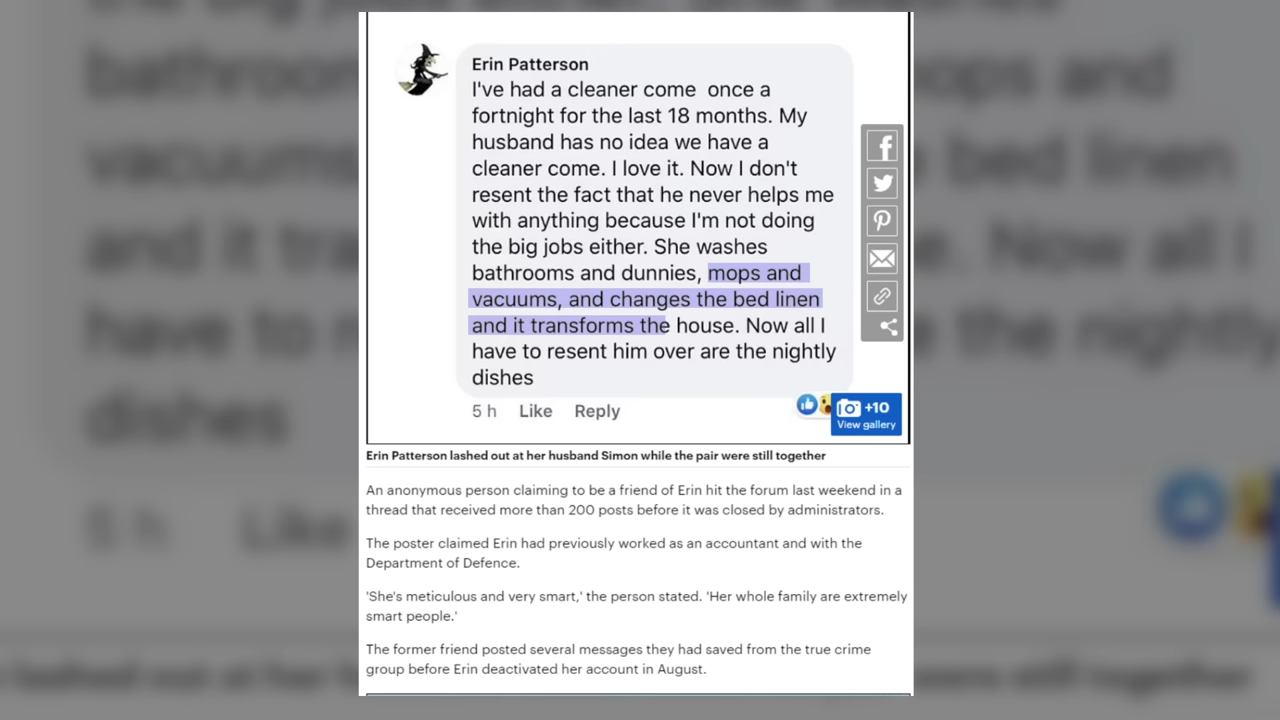 Erin Patterson
I've had a cleaner come once a
fortnight for the last 18 months. My
husband has no idea we have a
cleaner come. I love it. Now I don't
resent the fact that he never helps me
with anything because I'm not doing
the big jobs either. She washes
bathrooms and dunnies, mops and
vacuums, and changes the bed linen
and it transforms the house. Now all I
have to resent him over are the nightly
dishes
5 h Like Reply
+10
View gallery
Erin Patterson lashed out at her husband Simon while the pair were still together
An anonymous person claiming to be a friend of Erin hit the forum last weekend in a
thread that received more than 200 posts before it was closed by administrators.
The poster claimed Erin had previously worked as an accountant and with the
Department of Defence.
'She's meticulous and very smart,' the person stated. 'Her whole family are extremely
smart people.'
The former friend posted several messages they had saved from the true crime
group before Erin deactivated her account in August.